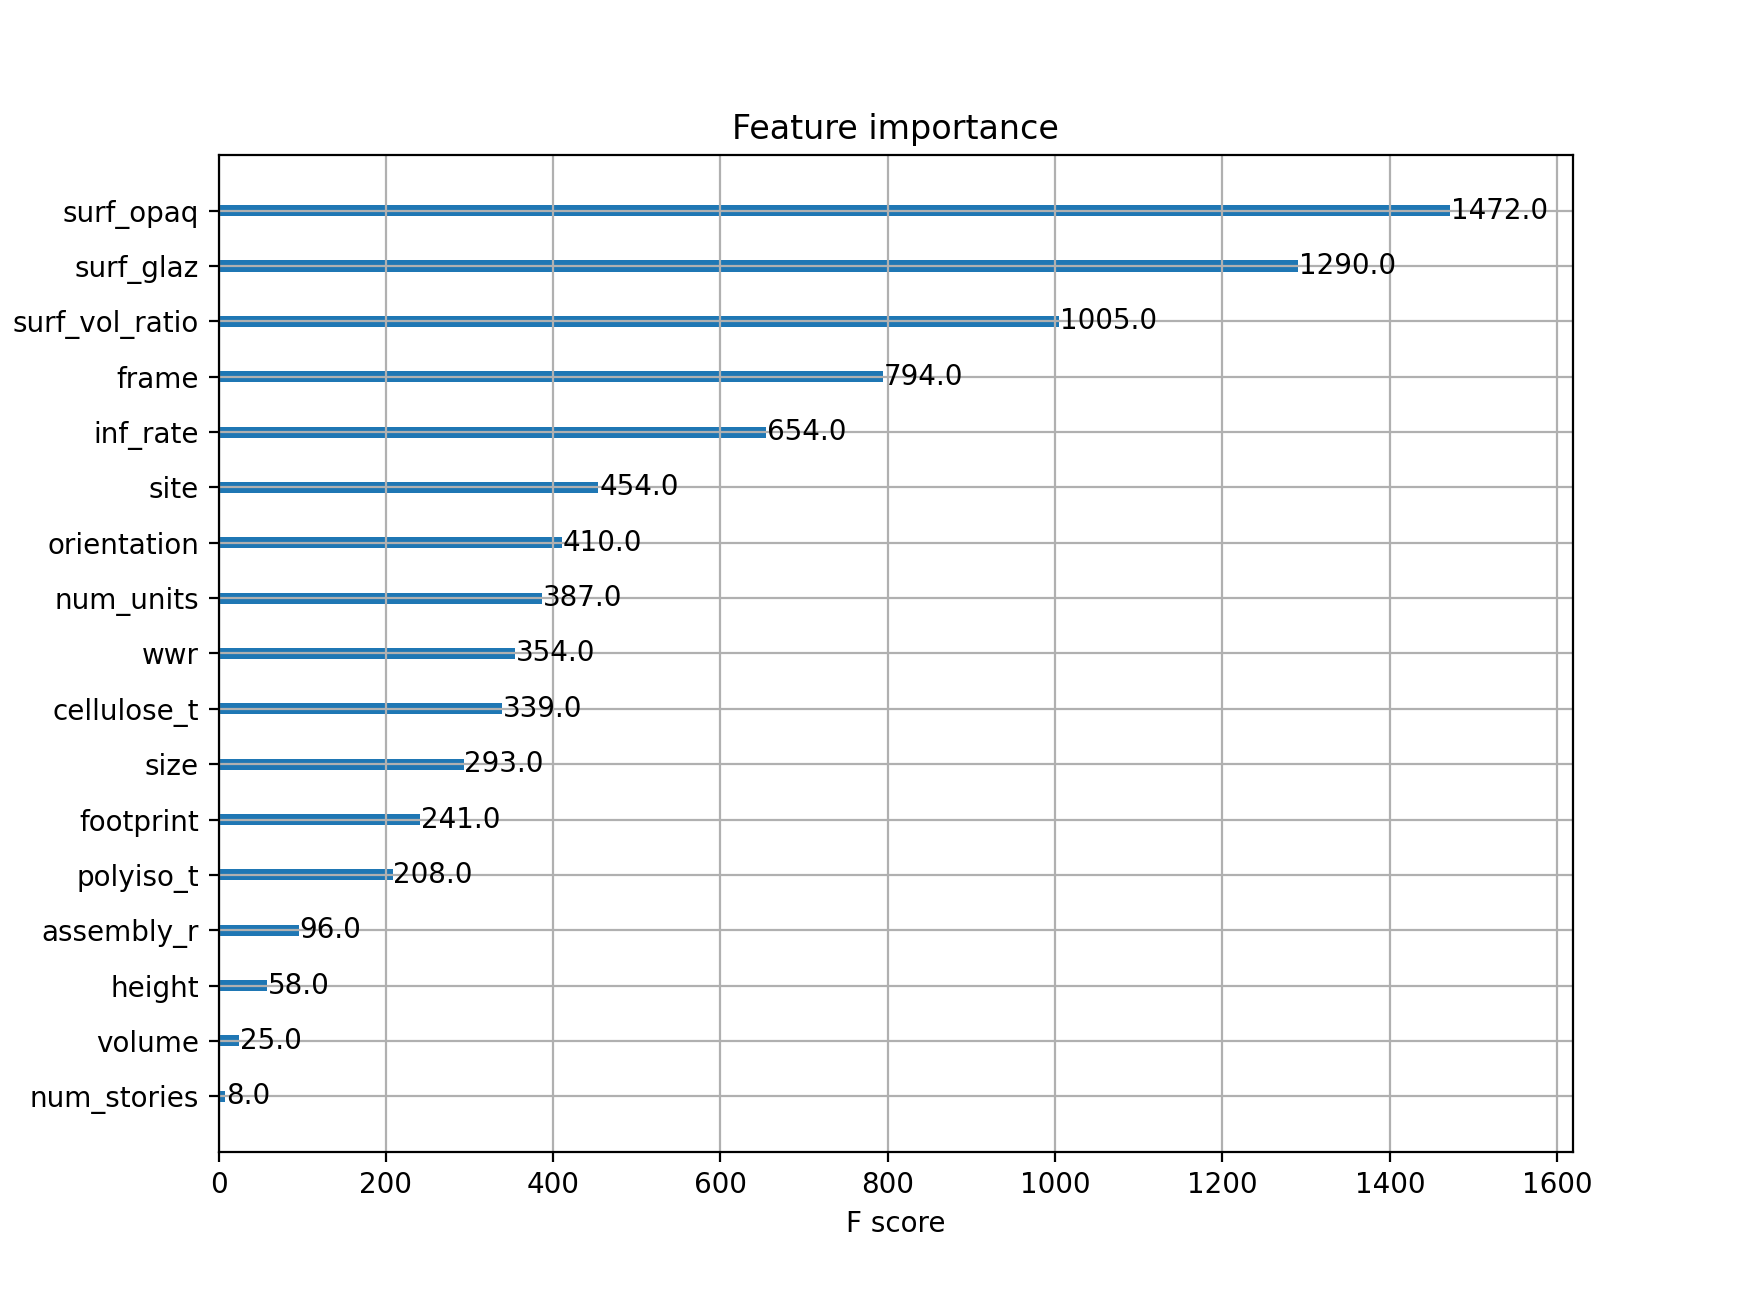 Feature importance
surf_opaq 1472.0
surf_glaz 1290.0
surf_vol_ratio 1005.0
frame 794.0
inf_rate 654.0
site 454.0
orientation 410.0
num_units 387.0
wwr 354.0
cellulose_t 339.0
size 293.0
footprint 241.0
polyiso_t 208.0
assembly_r 96.0
height 58.0
volume 25.0
num_stories 8.0
0 200 400 600 800 1000 1200 1400 1600
F score